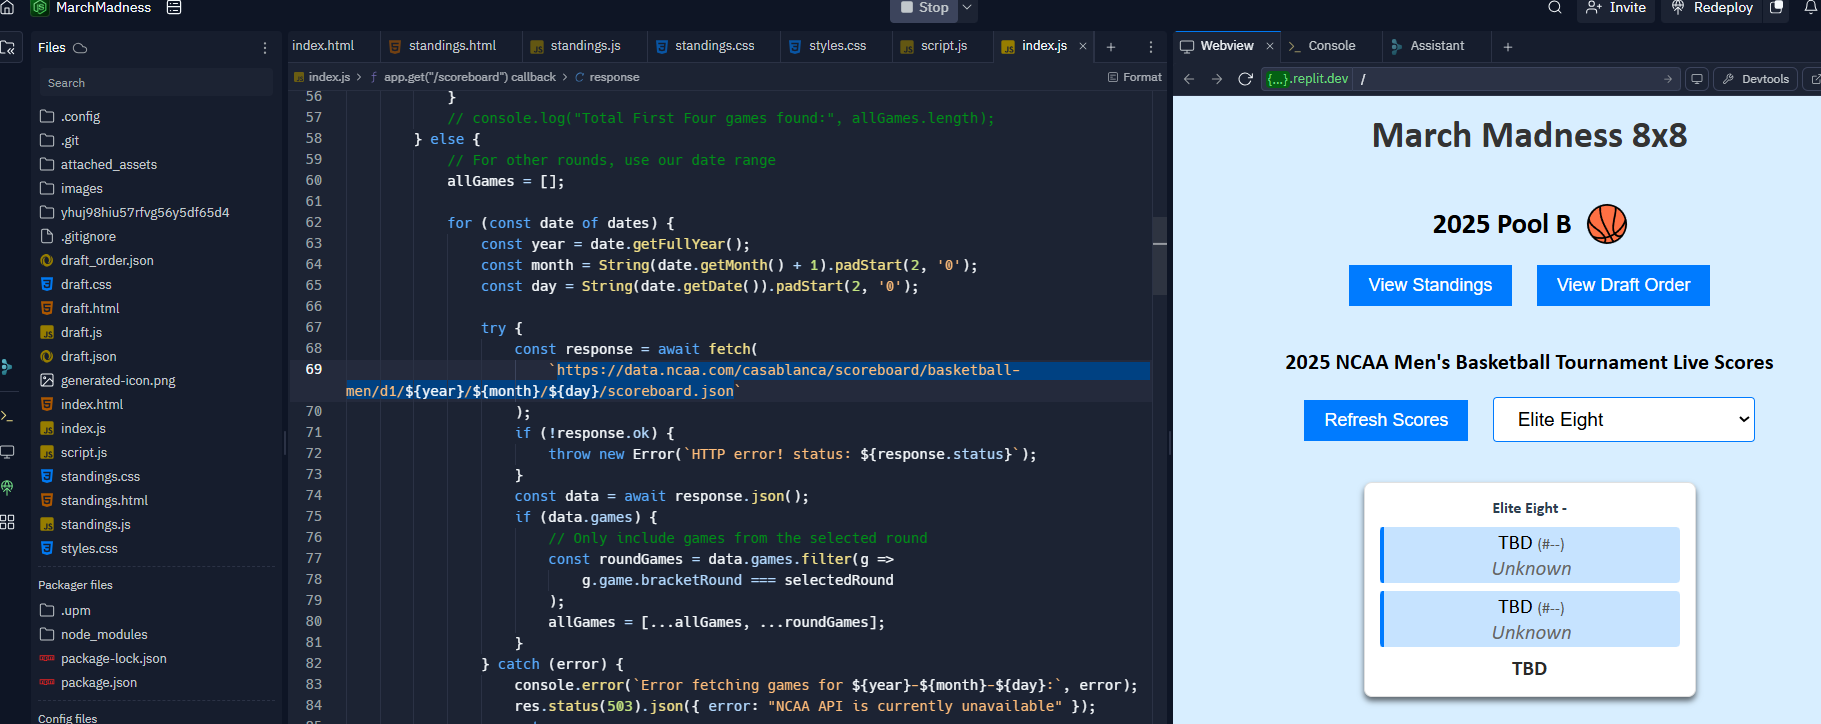 MarchMadness
Stop
Invite
Redeploy
Files
Search
.config
.git
attached_assets
images
yhuj98hiu57rfvg56y5df65d4
.gitignore
draft_order.json
draft.css
draft.html
draft.js
draft.json
generated-icon.png
index.html
index.js
script.js
standings.css
standings.html
standings.js
styles.css
Packager files
.upm
node_modules
package-lock.json
package.json
Config files
index.html standings.html standings.js standings.css styles.css script.js index.js
index.js > app.get("/scoreboard") callback > response Format
56 }
57 // console.log("Total First Four games found:", allGames.length);
58 } else {
59 // For other rounds, use our date range
60 allGames = [];
61
62 for (const date of dates) {
63 const year = date.getFullYear();
64 const month = String(date.getMonth() + 1).padStart(2, '0');
65 const day = String(date.getDate()).padStart(2, '0');
66
67 try {
68 const response = await fetch(
69 `https://data.ncaa.com/casablanca/scoreboard/basketball-
men/d1/${year}/${month}/${day}/scoreboard.json`
70 );
71 if (!response.ok) {
72 throw new Error(`HTTP error! status: ${response.status}`);
73 }
74 const data = await response.json();
75 if (data.games) {
76 // Only include games from the selected round
77 const roundGames = data.games.filter(g =>
78 g.game.bracketRound === selectedRound
79 );
80 allGames = [...allGames, ...roundGames];
81 }
82 } catch (error) {
83 console.error(`Error fetching games for ${year}-${month}-${day}:`, error);
84 res.status(503).json({ error: "NCAA API is currently unavailable" });
Webview Console Assistant
{...}.replit.dev / Devtools
March Madness 8x8
2025 Pool B
View Standings View Draft Order
2025 NCAA Men's Basketball Tournament Live Scores
Refresh Scores Elite Eight
Elite Eight -
TBD (#--)
Unknown
TBD (#--)
Unknown
TBD